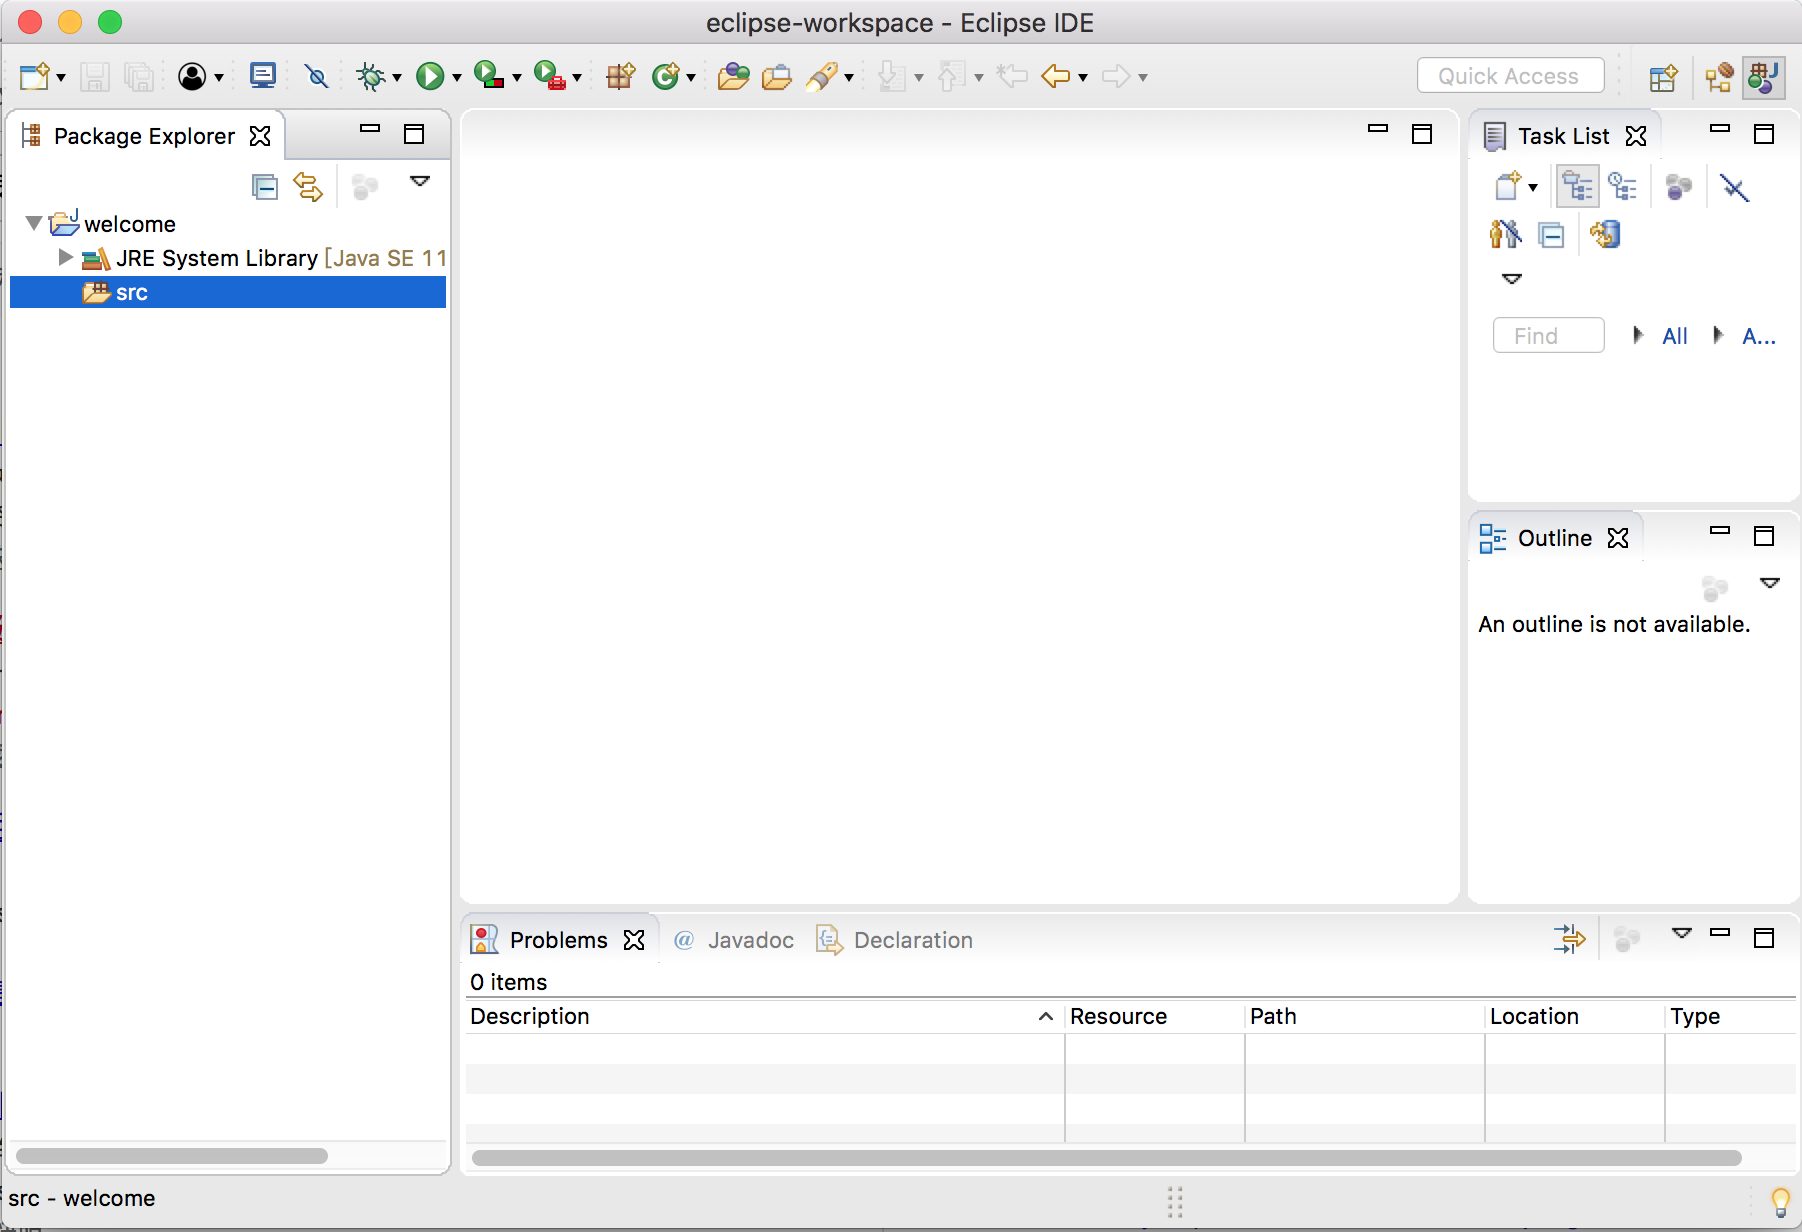 eclipse-workspace - Eclipse IDE
Quick Access
Package Explorer
welcome
JRE System Library [Java SE 11
src
Task List
Find
All
A...
Outline
An outline is not available.
Problems
@ Javadoc
Declaration
0 items
Description Resource Path Location Type
src - welcome